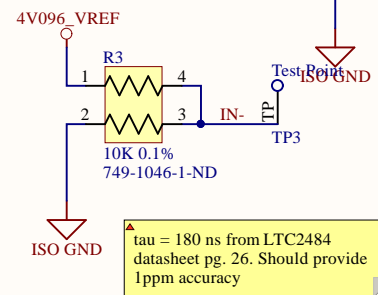 4V096_VREF
R3
1
4
2
3
IN-
TP
Test Point
ISO GND
TP3
10K 0.1%
749-1046-1-ND
ISO GND
tau = 180 ns from LTC2484
datasheet pg. 26. Should provide
1ppm accuracy